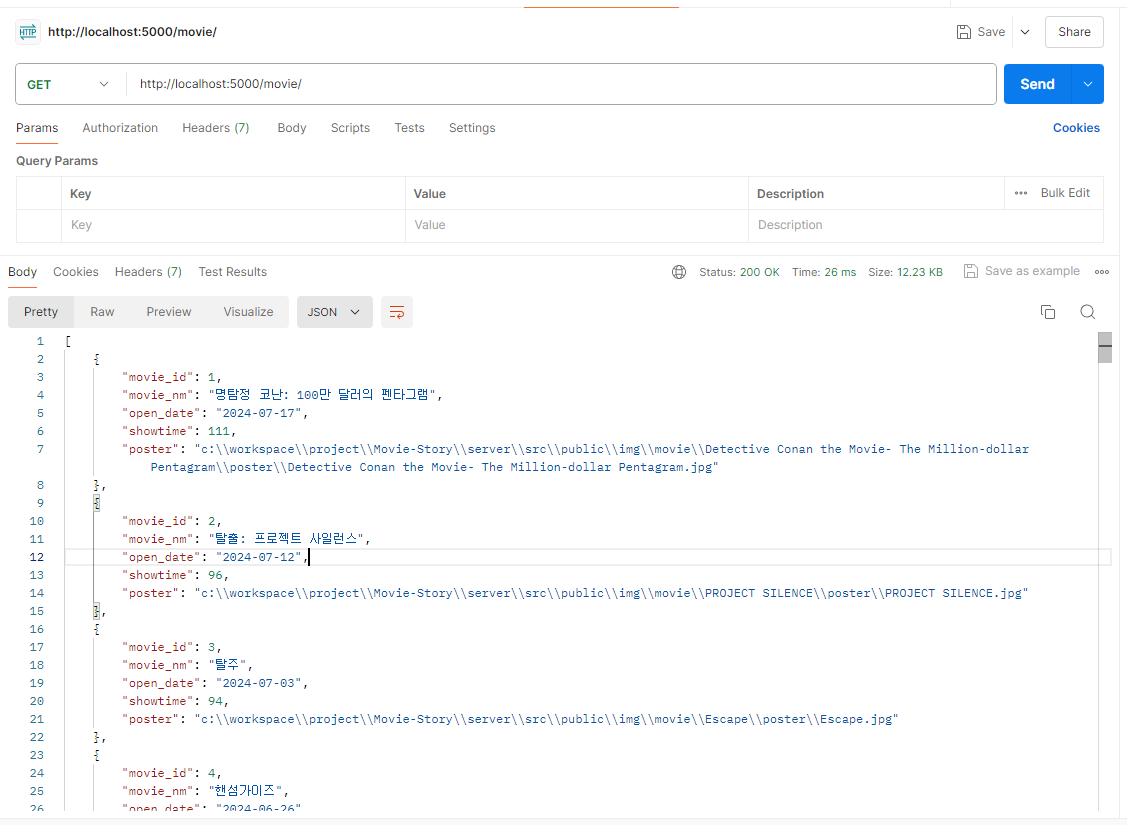 HTTP http://localhost:5000/movie/ Save Share
GET http://localhost:5000/movie/ Send
Params Authorization Headers (7) Body Scripts Tests Settings Cookies
Query Params
Key Value Description ••• Bulk Edit
Key Value Description
Body Cookies Headers (7) Test Results Status: 200 OK Time: 26 ms Size: 12.23 KB Save as example
Pretty Raw Preview Visualize JSON
1 [
2 {
3 "movie_id": 1,
4 "movie_nm": "명탐정 코난: 100만 달러의 펜타그램",
5 "open_date": "2024-07-17",
6 "showtime": 111,
7 "poster": "c:\\workspace\\project\\Movie-Story\\server\\src\\public\\img\\movie\\Detective Conan the Movie- The Million-dollar
Pentagram\\poster\\Detective Conan the Movie- The Million-dollar Pentagram.jpg"
8 },
9 {
10 "movie_id": 2,
11 "movie_nm": "탈출: 프로젝트 사일런스",
12 "open_date": "2024-07-12",
13 "showtime": 96,
14 "poster": "c:\\workspace\\project\\Movie-Story\\server\\src\\public\\img\\movie\\PROJECT SILENCE\\poster\\PROJECT SILENCE.jpg"
15 },
16 {
17 "movie_id": 3,
18 "movie_nm": "탈주",
19 "open_date": "2024-07-03",
20 "showtime": 94,
21 "poster": "c:\\workspace\\project\\Movie-Story\\server\\src\\public\\img\\movie\\Escape\\poster\\Escape.jpg"
22 },
23 {
24 "movie_id": 4,
25 "movie_nm": "핸섬가이즈",
26 "open_date": "2024-06-26"